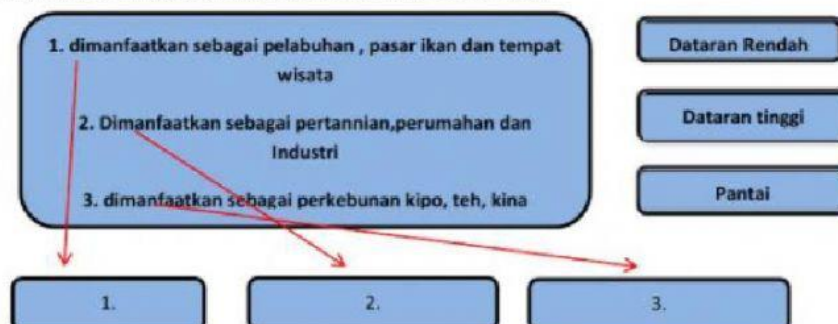 1. dimanfaatkan sebagai pelabuhan , pasar ikan dan tempat
wisata
2. Dimanfaatkan sebagai pertannian,perumahan dan
Industri
3. dimanfaatkan sebagai perkebunan kipo, teh, kina
Dataran Rendah
Dataran tinggi
Pantai
1.
2.
3.